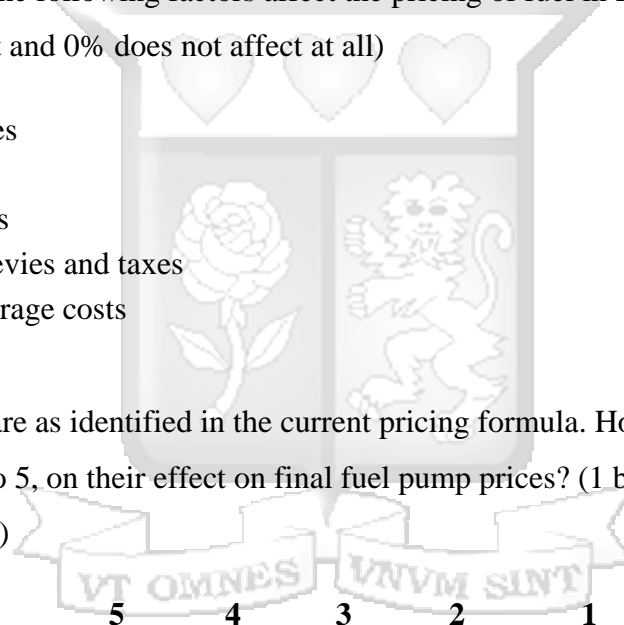 he following factors affect the pricing of fuel in
t and 0% does not affect at all)
es
s
evies and taxes
rage costs
are as identified in the current pricing formula. Ho
o 5, on their effect on final fuel pump prices? (1 b
)
VT OMNES VNVM SINT
5 4 3 2 1